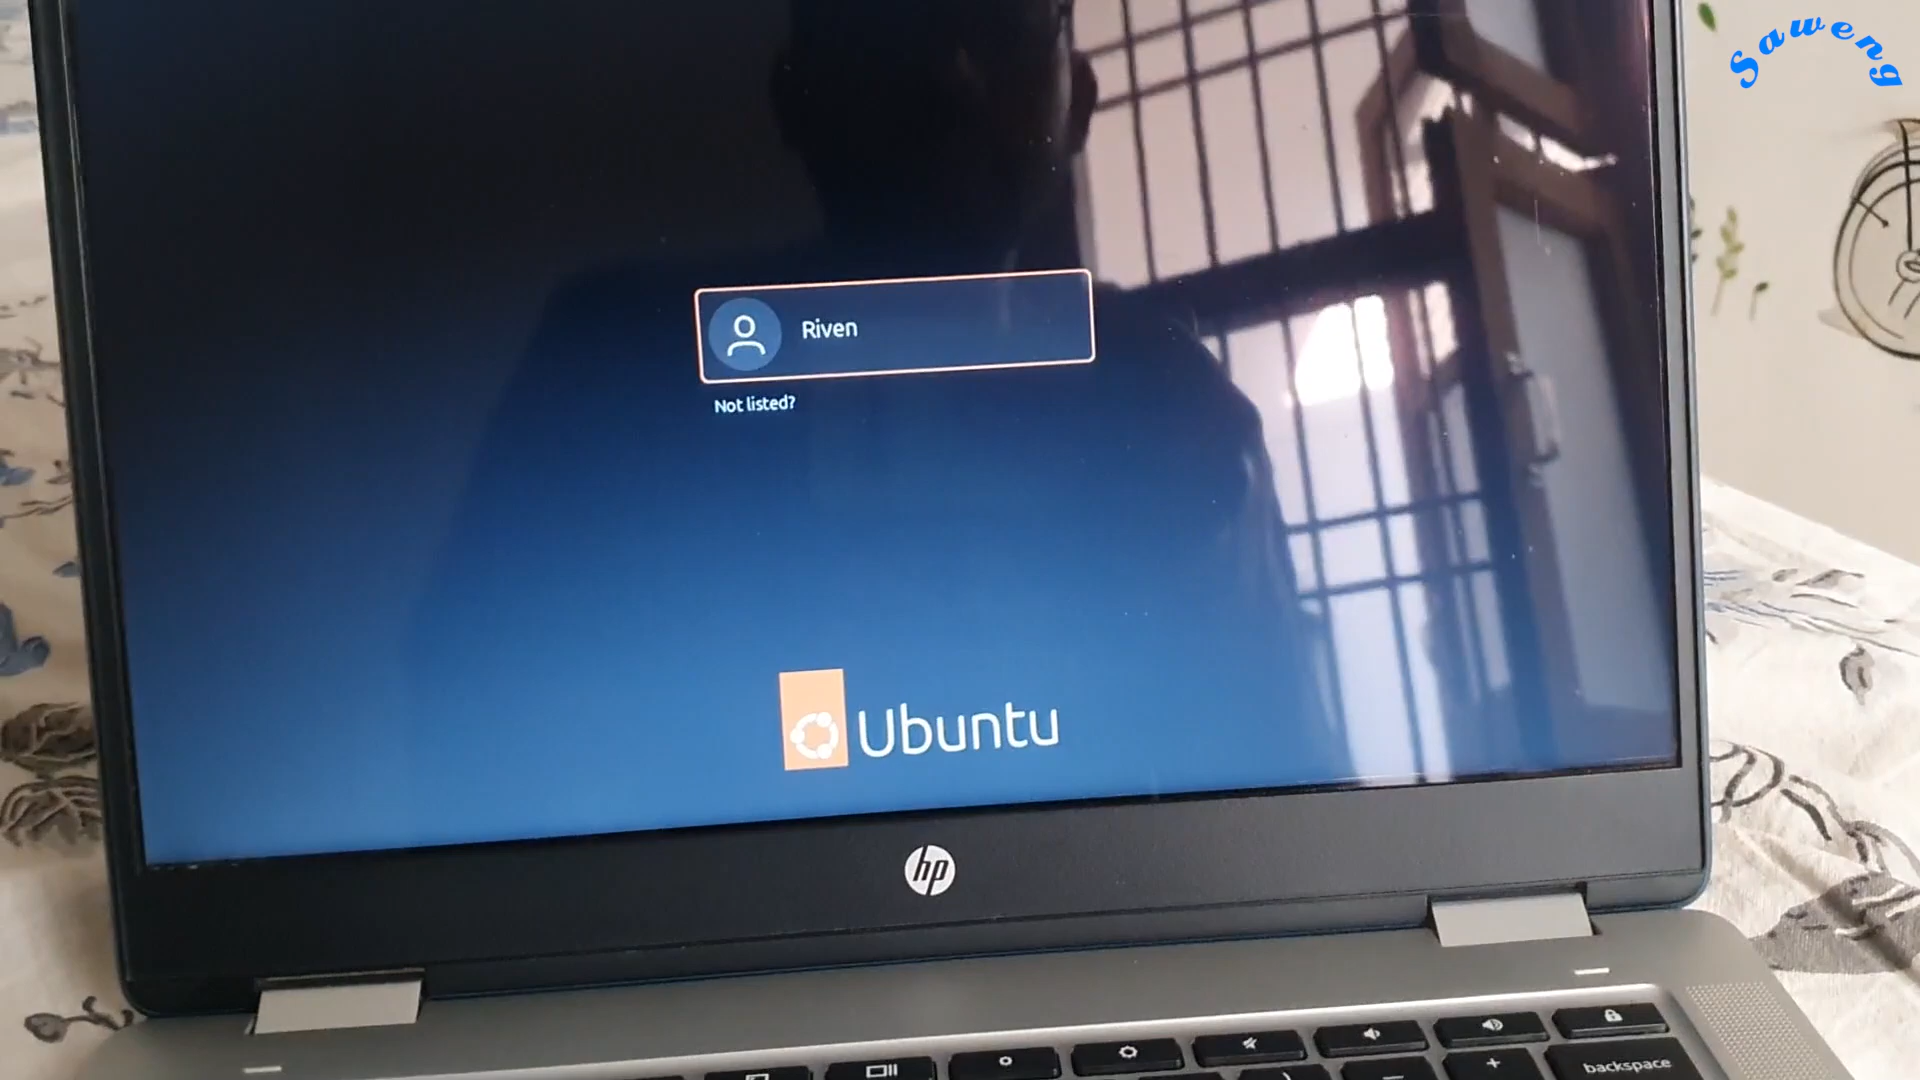 Saweng
Riven
Not listed?
Ubuntu
hp
+
backspace